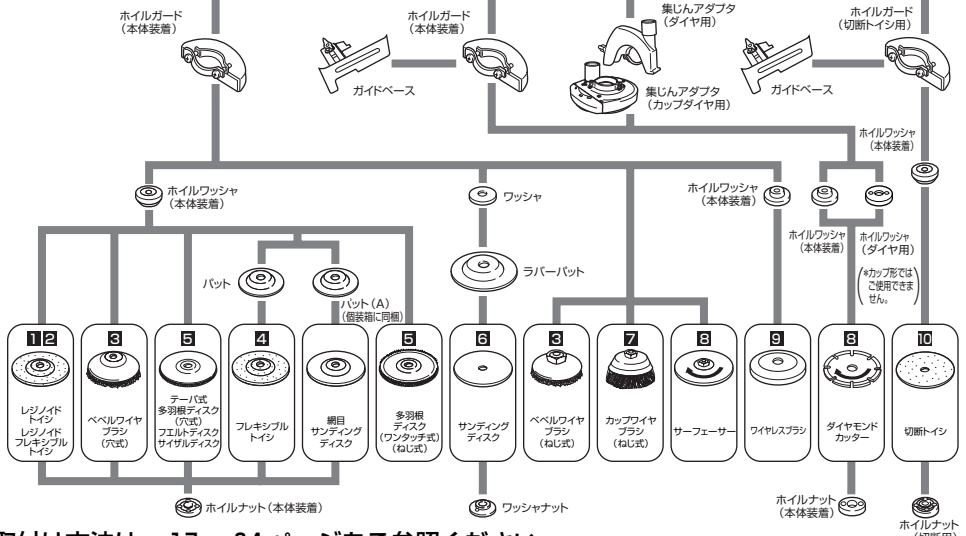 ホイルガード
（本体装着）
ホイルガード
（本体装着）
集じんアダプタ
（ダイヤ用）
ホイルガード
（切断トイシ用）
ガイドベース
集じんアダプタ
（カップダイヤ用）
ガイドベース
ホイルワッシャ
（本体装着）
ホイルワッシャ
（本体装着）
ワッシャ
ホイルワッシャ
（本体装着）
ホイルワッシャ
（本体装着）
ホイルワッシャ
（ダイヤ用）
（*カップ形では
ご使用できま
せん。）
パット
パット（A）
（個装箱に同梱）
ラバーパット
1 2
レジノイド
トイシ
レジノイド
フレキシブル
トイシ
3
ベベルワイヤ
ブラシ
（穴式）
5
テーパ式
多羽根ディスク
（穴式）
フエルトディスク
サイザルディスク
4
フレキシブル
トイシ
網目
サンディング
ディスク
5
多羽根
ディスク
（ワンタッチ式）
（ねじ式）
6
サンディング
ディスク
3
ベベルワイヤ
ブラシ
（ねじ式）
7
カップワイヤ
ブラシ
（ねじ式）
8
サーフェーサー
9
ワイヤレスブラシ
8
ダイヤモンド
カッター
10
切断トイシ
ホイルナット（本体装着）
ワッシャナット
ホイルナット
（本体装着）
ホイルナット